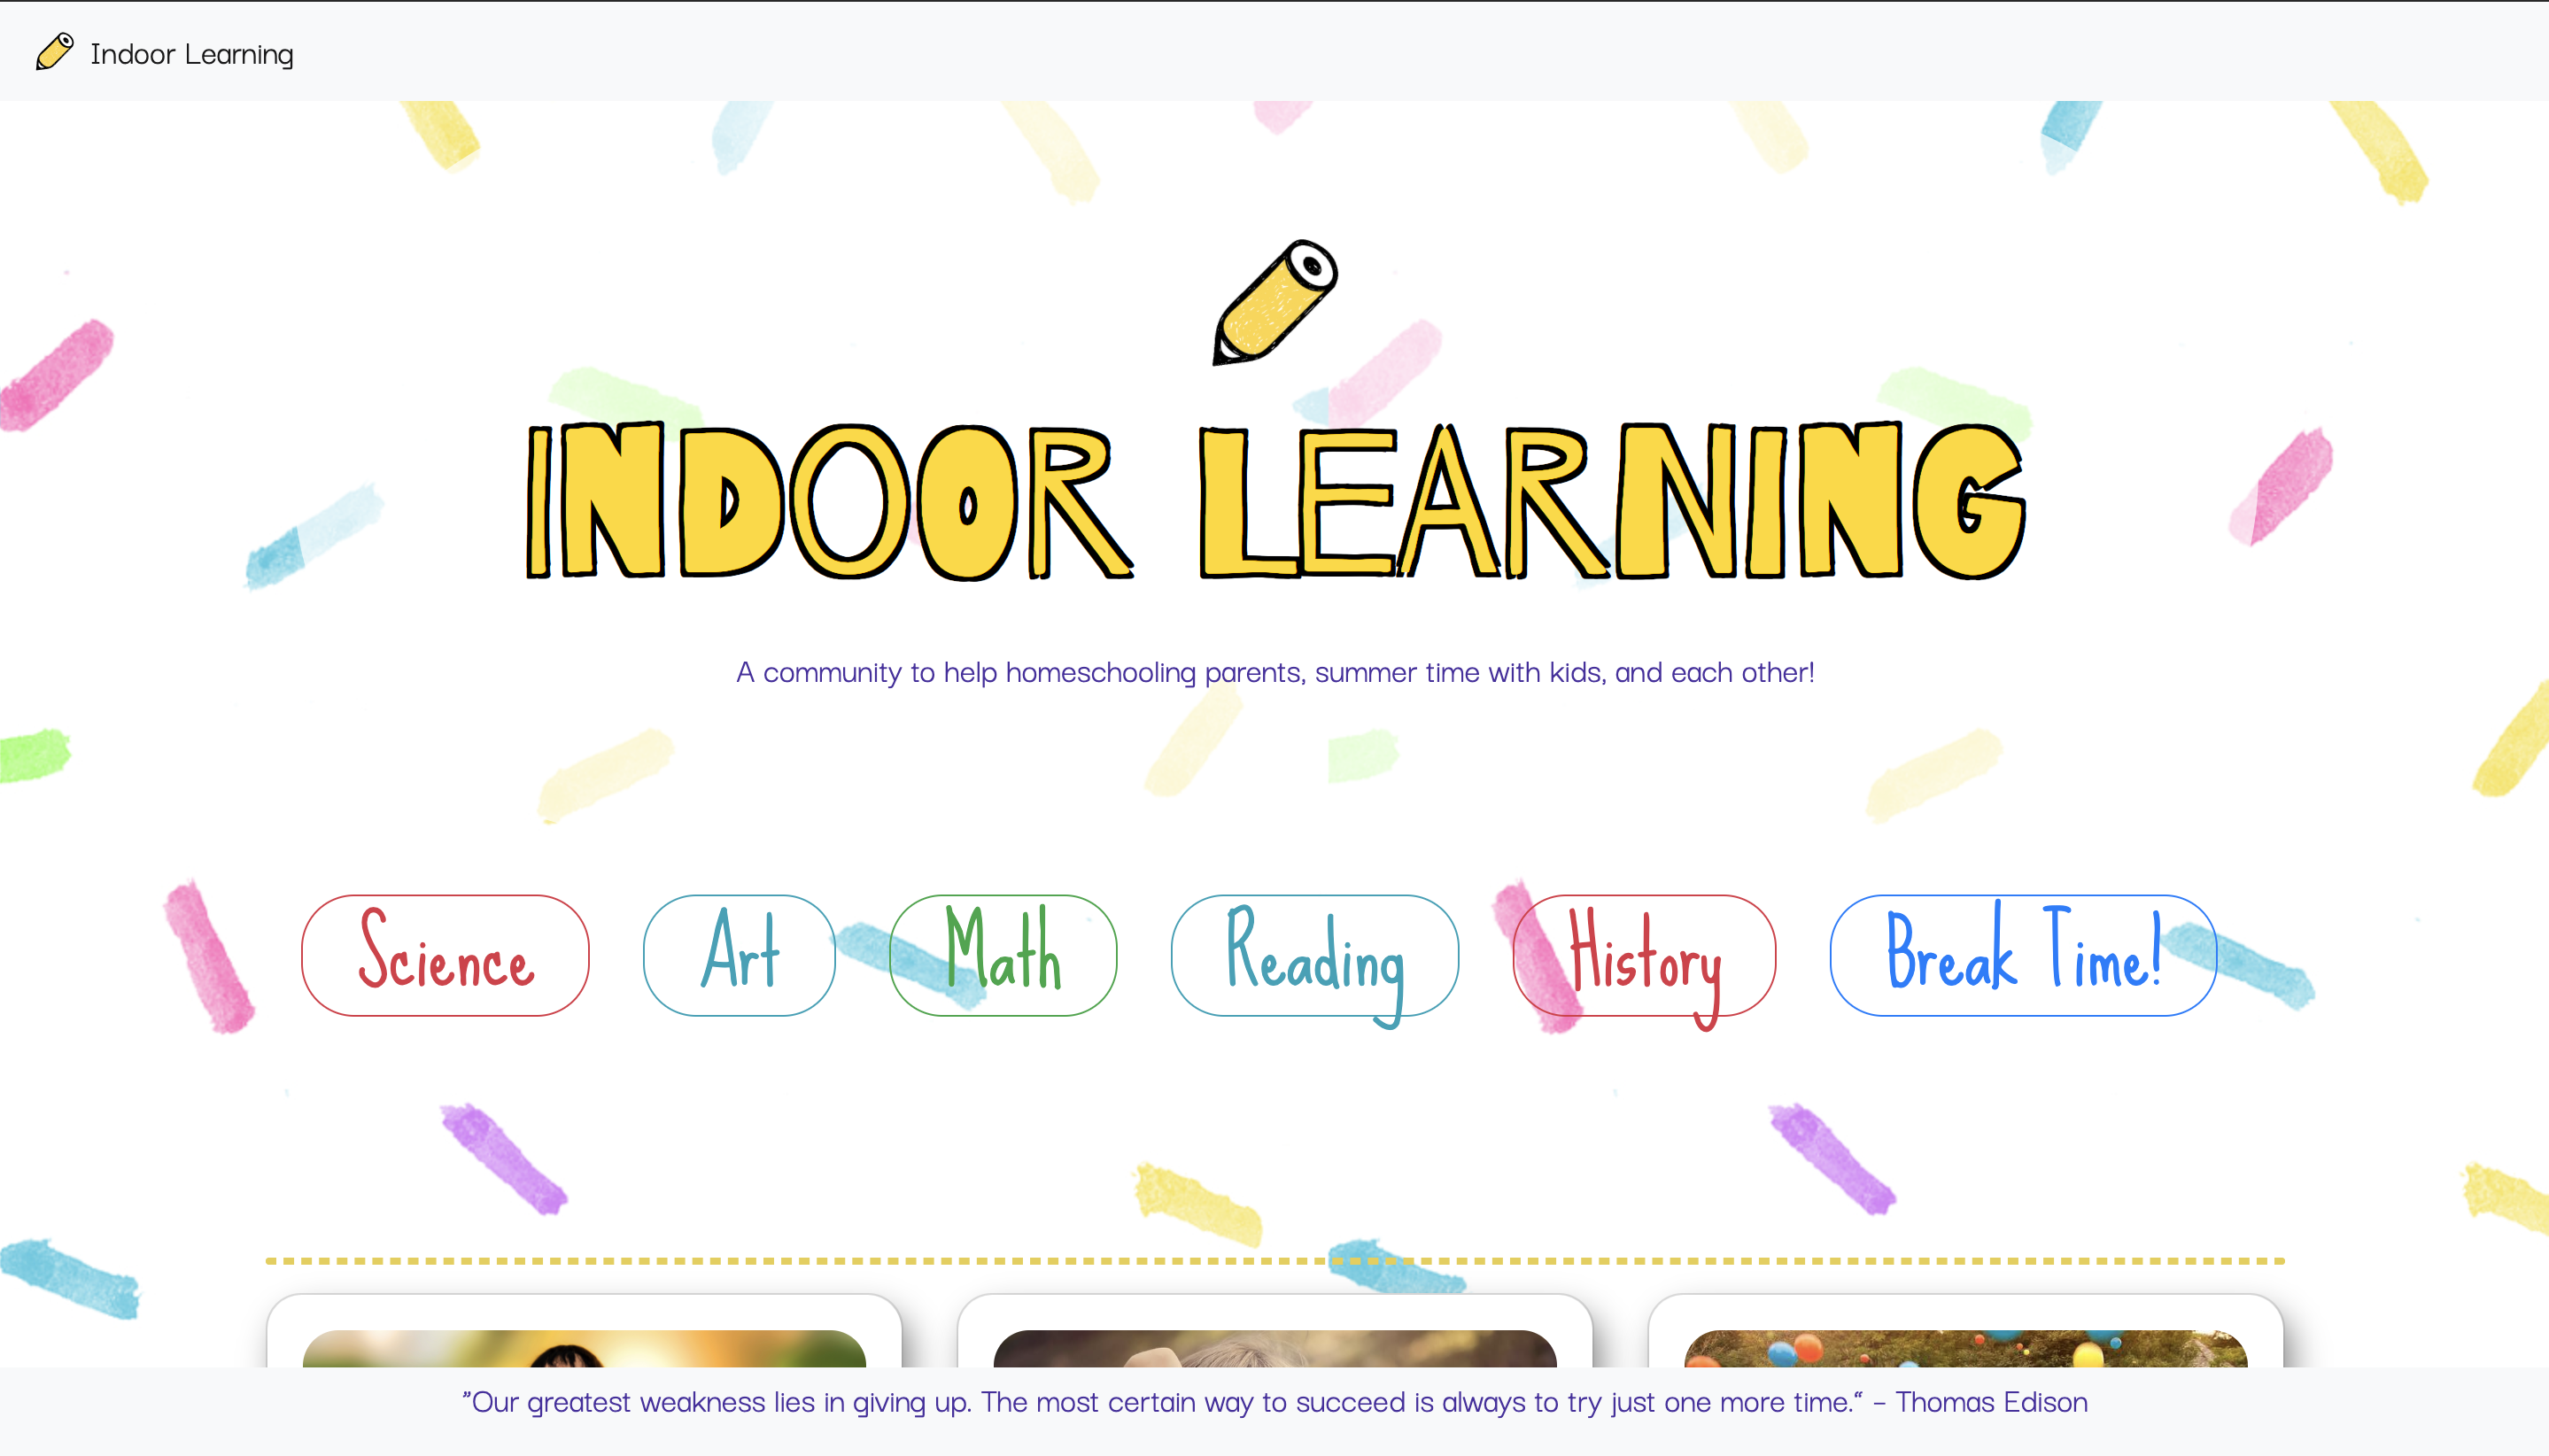 Indoor Learning
INDOOR LEARNING
A community to help homeschooling parents, summer time with kids, and each other!
Science Art Math Reading History Break Time!
"Our greatest weakness lies in giving up. The most certain way to succeed is always to try just one more time." – Thomas Edison